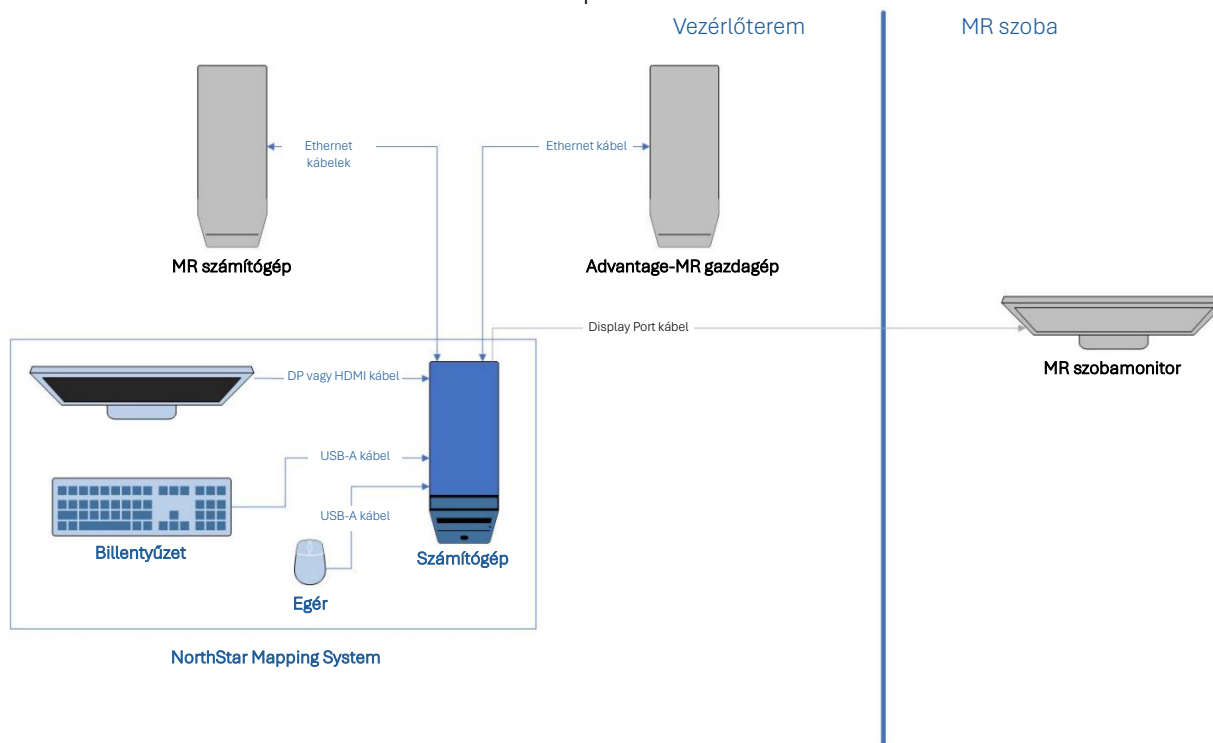 Vezérlőterem
MR szoba
Ethernet
kábelek
Ethernet kábel
MR számítógép
Advantage-MR gazdagép
Display Port kábel
MR szobamonitor
DP vagy HDMI kábel
USB-A kábel
USB-A kábel
Billentyűzet
Számítógép
Egér
NorthStar Mapping System